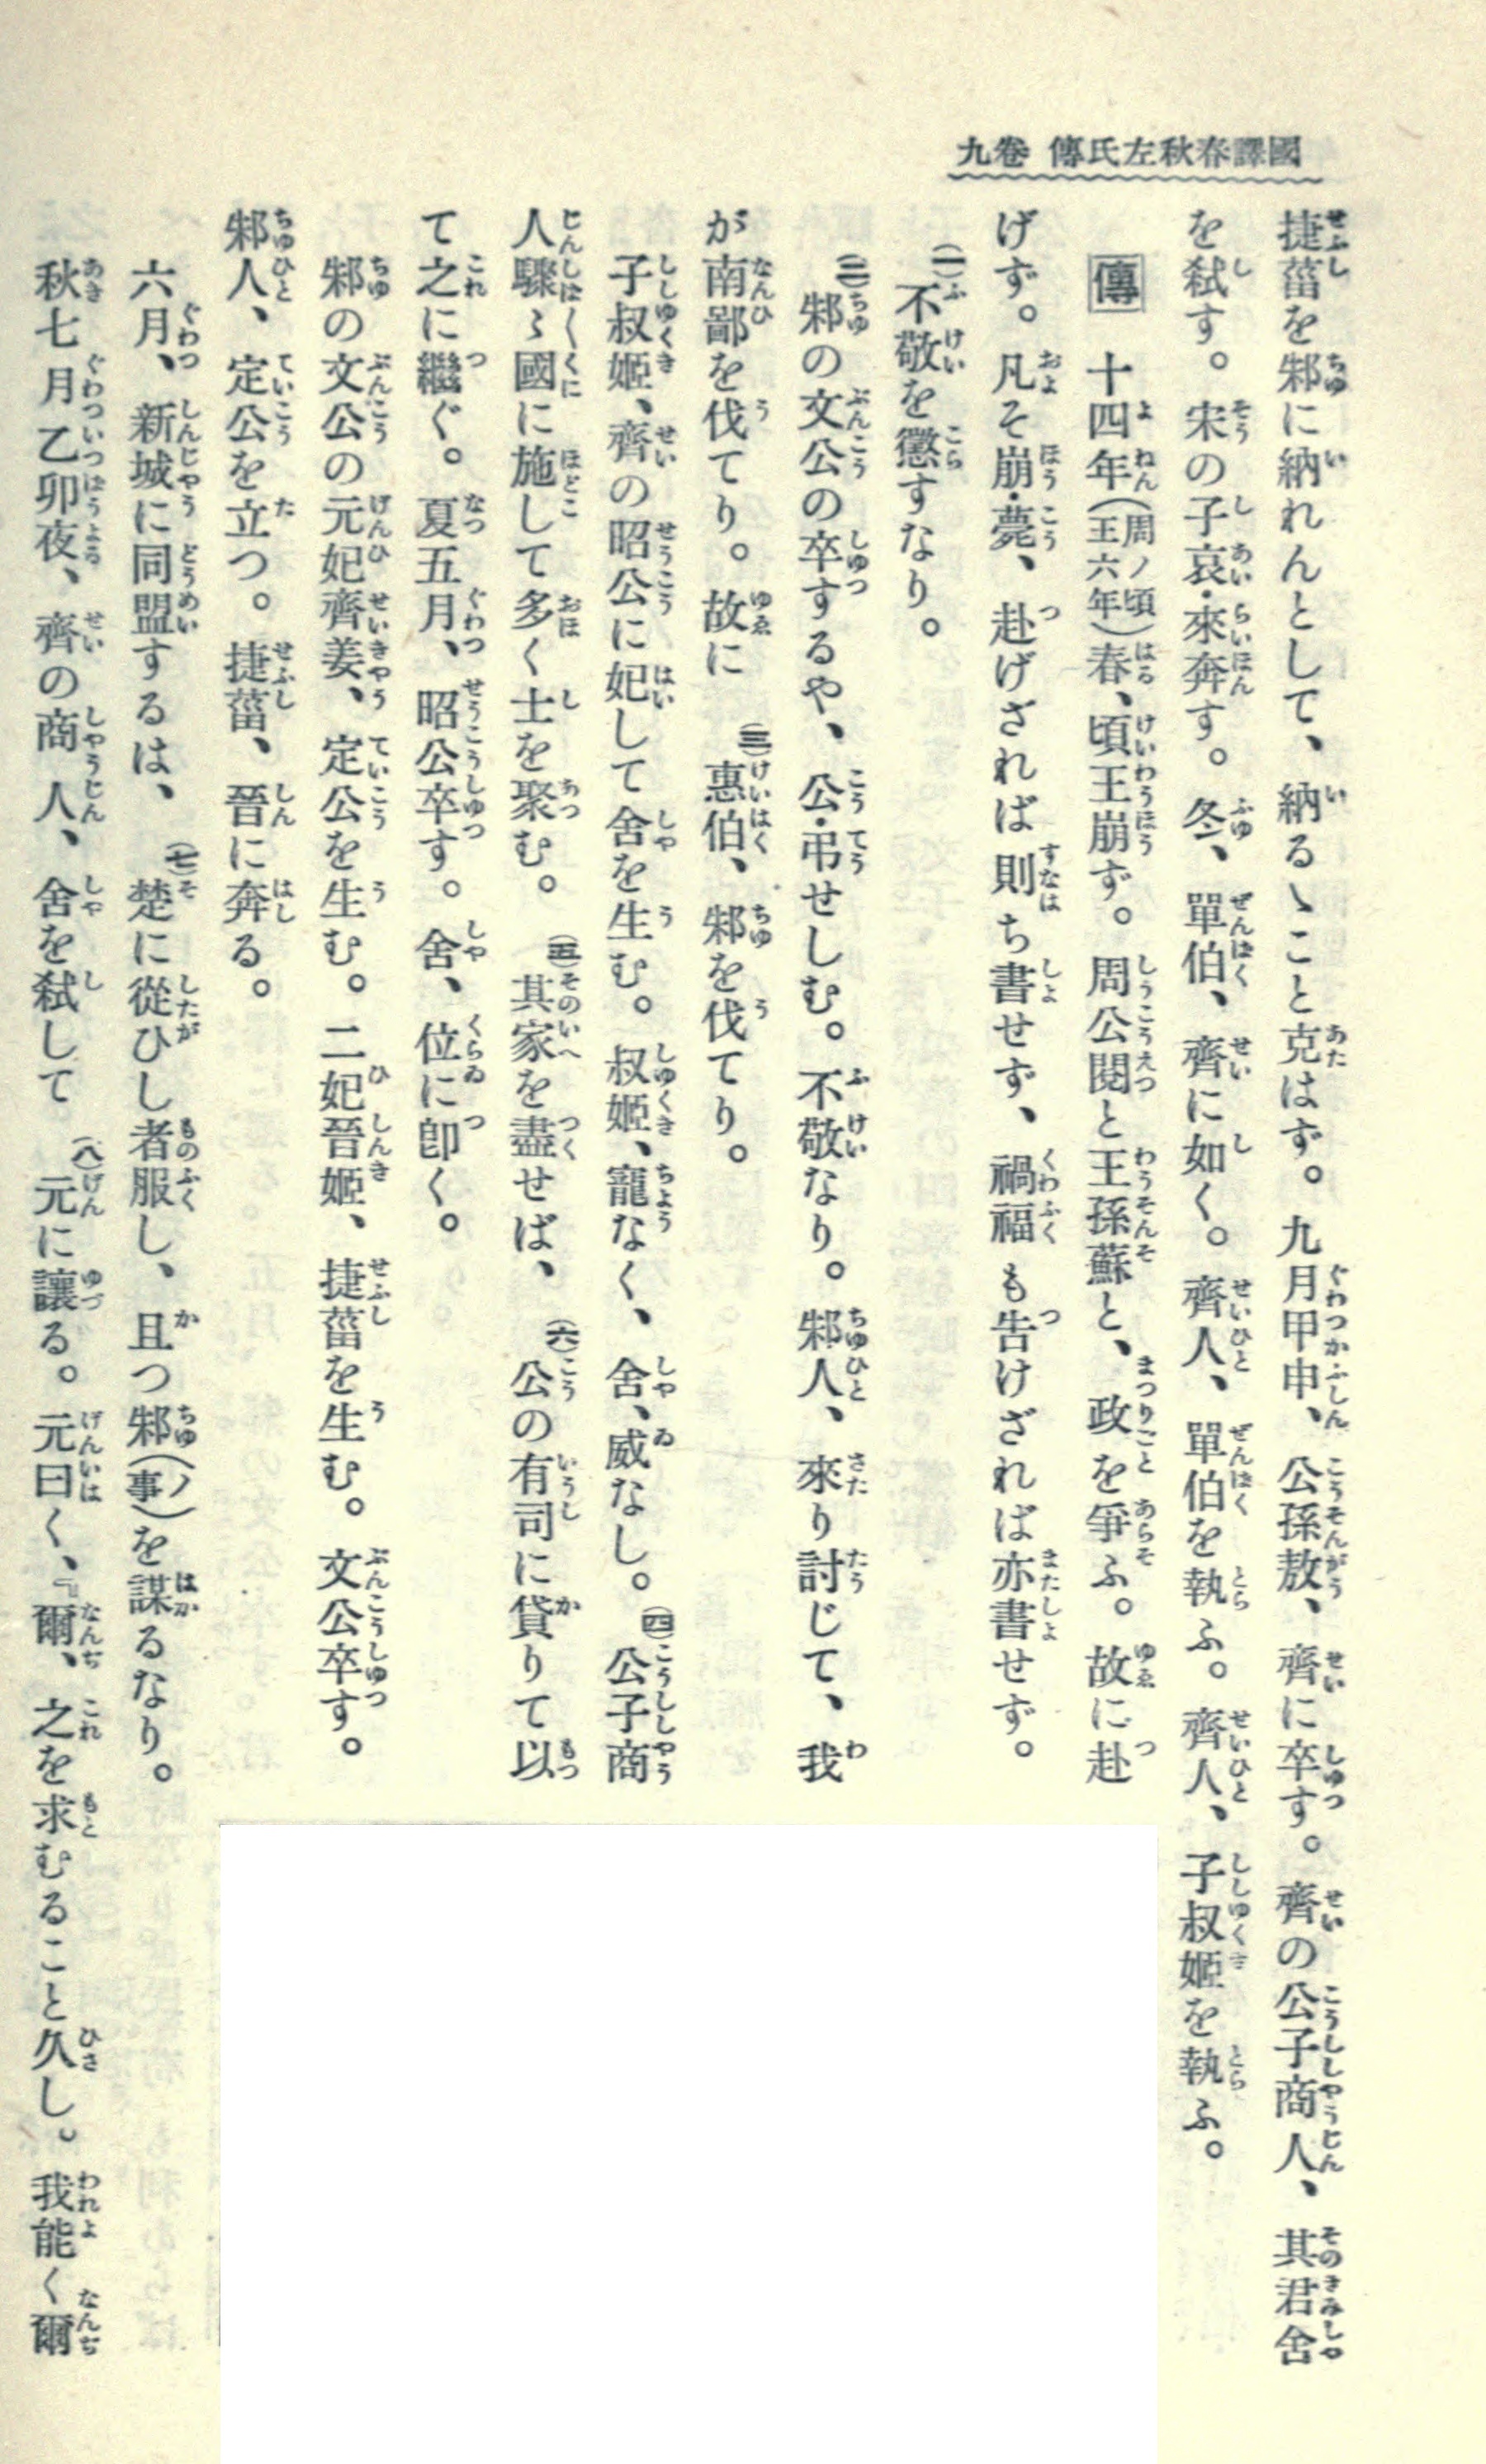 國譯春秋左氏傳 卷九
捷菑を邾に納れんとして、納るゝこと克はず。九月甲申、公孫敖、齊に卒す。齊の公子商人、其君舍
を弑す。宋の子哀・來奔す。冬、單伯、齊に如く。齊人、單伯を執ふ。齊人、子叔姬を執ふ。
傳 十四年(周ノ頃王六年)春、頃王崩ず。周公閱と王孫蘇と、政を爭ふ。故に赴
げず。凡そ崩・薨、赴げざれば則ち書せず、禍福も告けざれば亦書せず。
(一)不敬を懲すなり。
(二)邾の文公の卒するや、公・弔せしむ。不敬なり。邾人、來り討じて、我
が南鄙を伐てり。故に(三)惠伯、邾を伐てり。
子叔姬、齊の昭公に妃して舍を生む。叔姬、寵なく、舍、威なし。(四)公子商
人驟〻國に施して多く士を聚む。(五)其家を盡せば、(六)公の有司に貸りて以
て之に繼ぐ。夏五月、昭公卒す。舍、位に卽く。
邾の文公の元妃齊姜、定公を生む。二妃晉姬、捷菑を生む。文公卒す。
邾人、定公を立つ。捷菑、晉に奔る。
六月、新城に同盟するは、(七)楚に從ひし者服し、且つ邾(ノ事)を謀るなり。
秋七月乙卯夜、齊の商人、舍を弑して(八)元に讓る。元曰く、『爾、之を求むること久し。我能く爾